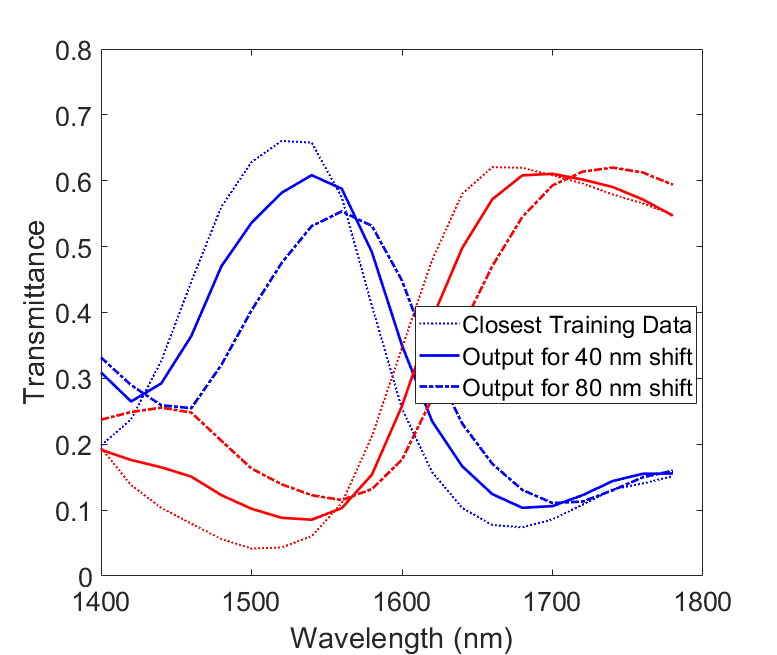 0.8
0.7
0.6
0.5
0.4
0.3
0.2
0.1
0
Transmittance
Closest Training Data
Output for 40 nm shift
Output for 80 nm shift
1400 1500 1600 1700 1800
Wavelength (nm)